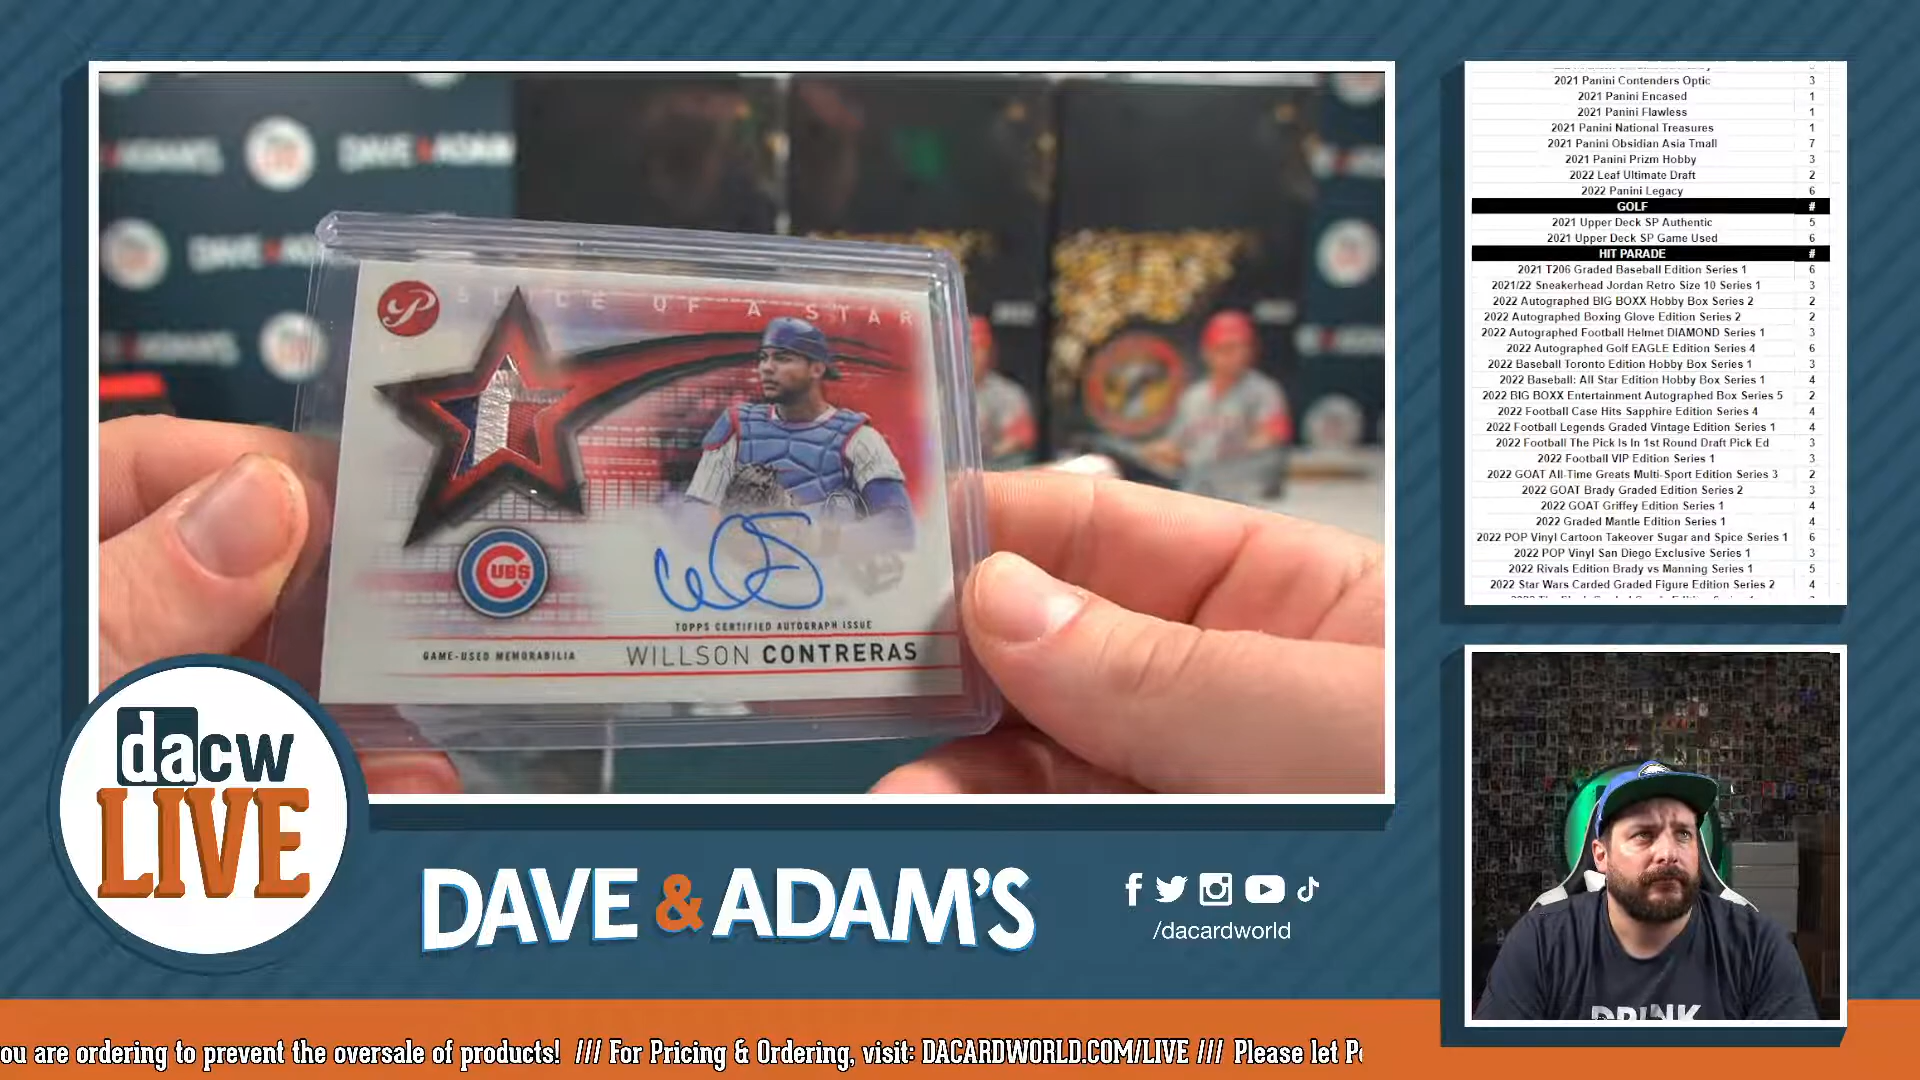 DAVE & ADAM
P
SLICE OF A STAR
CUBS
TOPPS CERTIFIED AUTOGRAPH ISSUE
GAME-USED MEMORABILIA
WILLSON CONTRERAS
dacw
LIVE
DAVE & ADAM'S
/dacardworld
2021 Panini Contenders Optic 3
2021 Panini Encased 1
2021 Panini Flawless 1
2021 Panini National Treasures 1
2021 Panini Obsidian Asia Tmall 7
2021 Panini Prizm Hobby 3
2022 Leaf Ultimate Draft 2
2022 Panini Legacy 6
GOLF #
2021 Upper Deck SP Authentic 5
2021 Upper Deck SP Game Used 6
HIT PARADE #
2021 T206 Graded Baseball Edition Series 1 6
2021/22 Sneakerhead Jordan Retro Size 10 Series 1 3
2022 Autographed BIG BOXX Hobby Box Series 2 2
2022 Autographed Boxing Glove Edition Series 2 2
2022 Autographed Football Helmet DIAMOND Series 1 3
2022 Autographed Golf EAGLE Edition Series 4 6
2022 Baseball Toronto Edition Hobby Box Series 1 3
2022 Baseball: All Star Edition Hobby Box Series 1 4
2022 BIG BOXX Entertainment Autographed Box Series 5 2
2022 Football Case Hits Sapphire Edition Series 4 4
2022 Football Legends Graded Vintage Edition Series 1 4
2022 Football The Pick Is In 1st Round Draft Pick Ed 3
2022 Football VIP Edition Series 1 3
2022 GOAT All-Time Greats Multi-Sport Edition Series 3 2
2022 GOAT Brady Graded Edition Series 2 3
2022 GOAT Griffey Edition Series 1 4
2022 Graded Mantle Edition Series 1 4
2022 POP Vinyl Cartoon Takeover Sugar and Spice Series 1 6
2022 POP Vinyl San Diego Exclusive Series 1 3
2022 Rivals Edition Brady vs Manning Series 1 5
2022 Star Wars Carded Graded Figure Edition Series 2 4
DRINK
ou are ordering to prevent the oversale of products! /// For Pricing & Ordering, visit: DACARDWORLD.COM/LIVE /// Please let